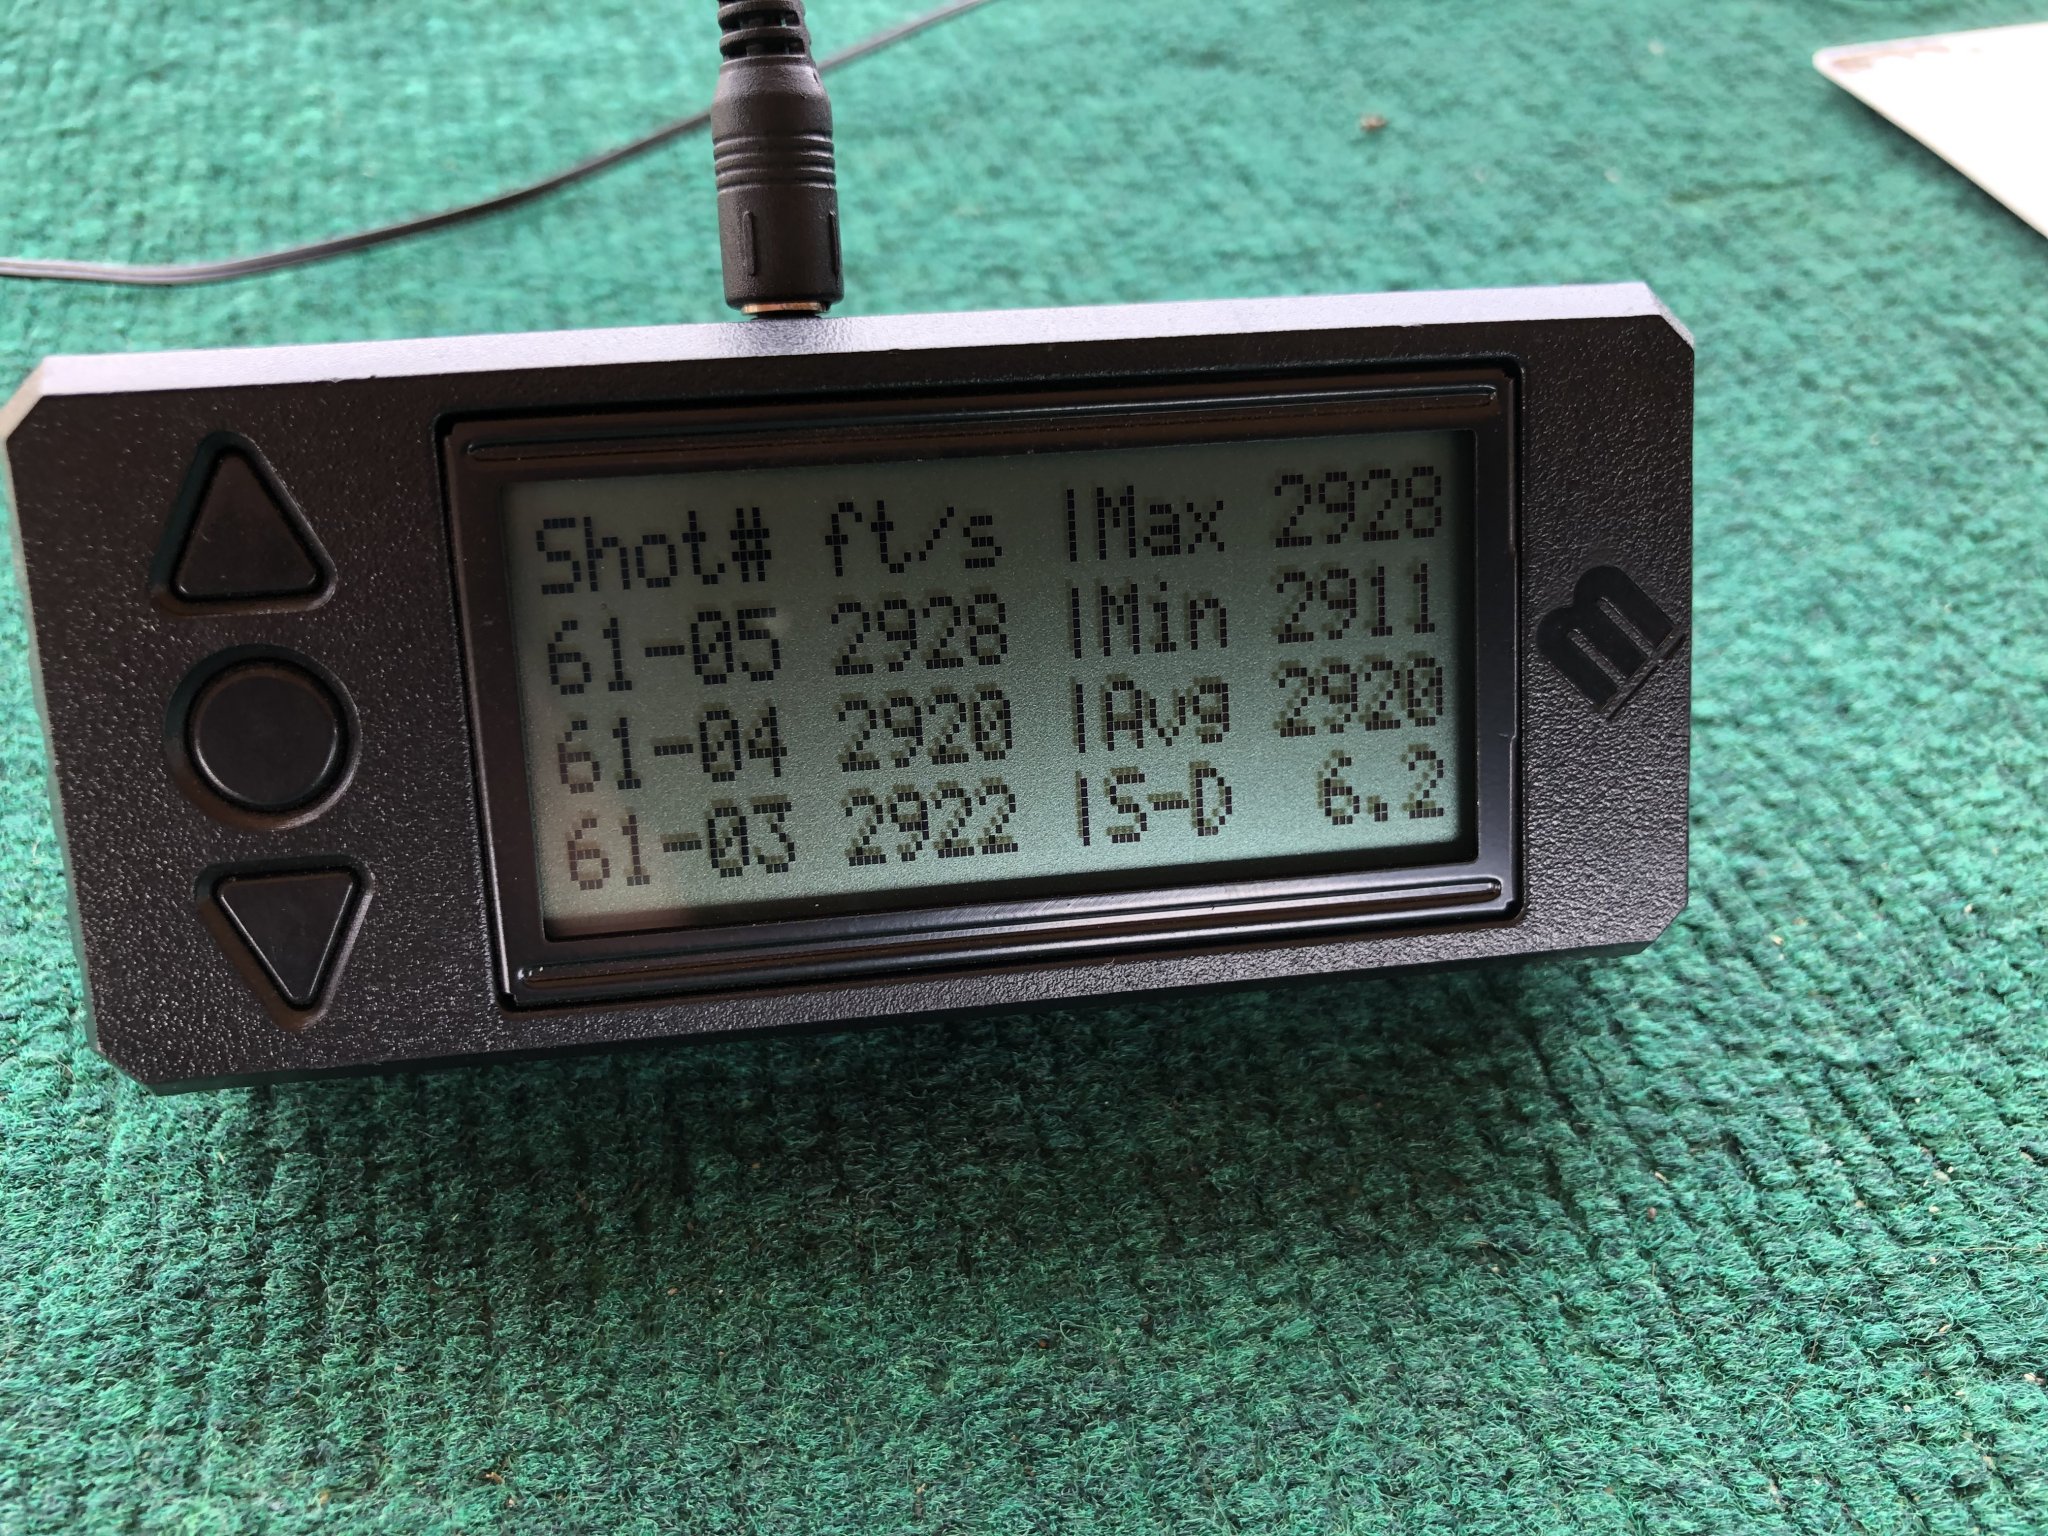 Shot# ft/s |Max 2928
61-05 2928 |Min 2911
61-04 2920 |Avg 2920
61-03 2922 |S-D 6.2
m